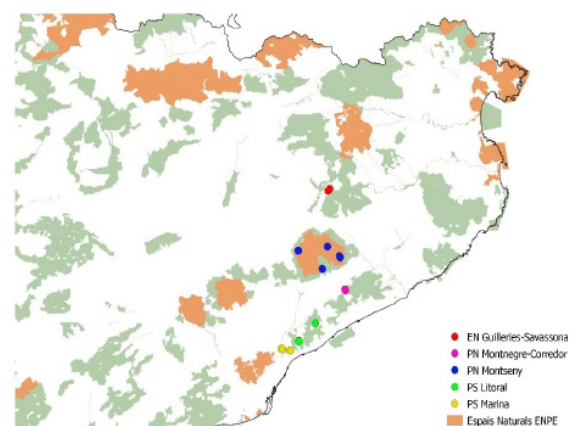 EN Guilleries-Savassona
PN Montnegre-Corredor
PN Montseny
PS Litoral
PS Marina
Espais Naturals ENPE